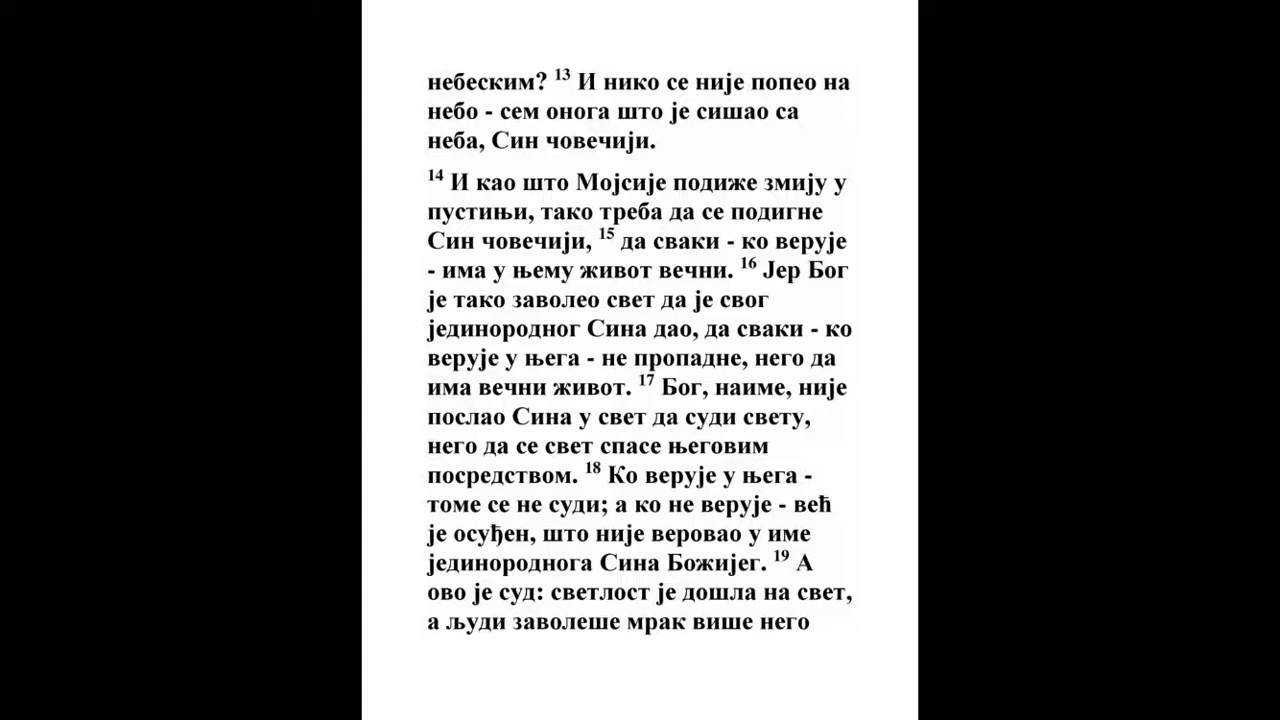 небеским? 13 И нико се није попео на
небо - сем онога што је сишао са
неба, Син човечији.
14 И као што Мојсије подиже змију у
пустињи, тако треба да се подигне
Син човечији, 15 да сваки - ко верује
- има у њему живот вечни. 16 Јер Бог
је тако заволео свет да је свог
јединородног Сина дао, да сваки - ко
верује у њега - не пропадне, него да
има вечни живот. 17 Бог, наиме, није
послао Сина у свет да суди свету,
него да се свет спасе његовим
посредством. 18 Ко верује у њега -
томе се не суди; а ко не верује - већ
је осуђен, што није веровао у име
јединороднога Сина Божијег. 19 А
ово је суд: светлост је дошла на свет,
а људи заволеше мрак више него